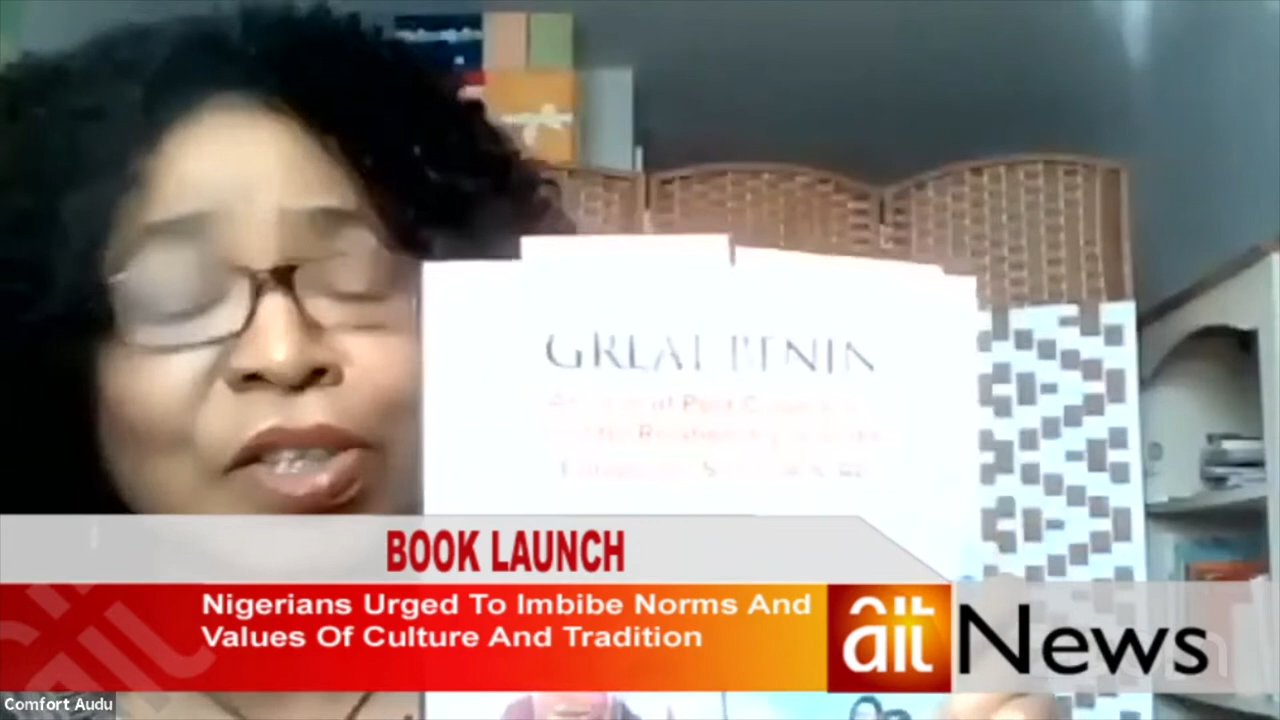 GREAT BENIN
BOOK LAUNCH
Nigerians Urged To Imbibe Norms And
Values Of Culture And Tradition
ait News
Comfort Audu